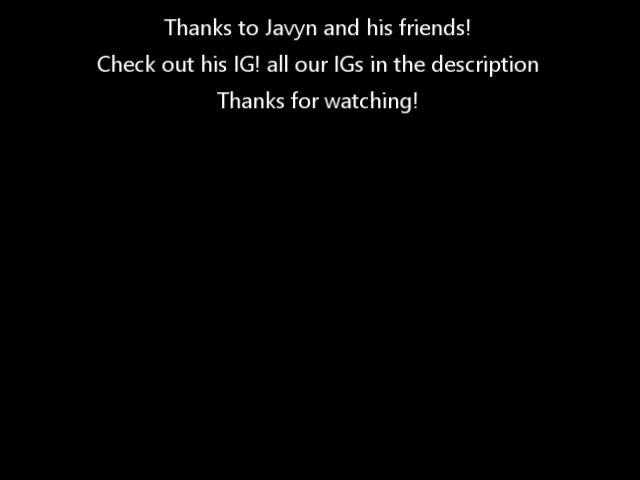 Thanks to Javyn and his friends!
Check out his IG! all our IGs in the description
Thanks for watching!